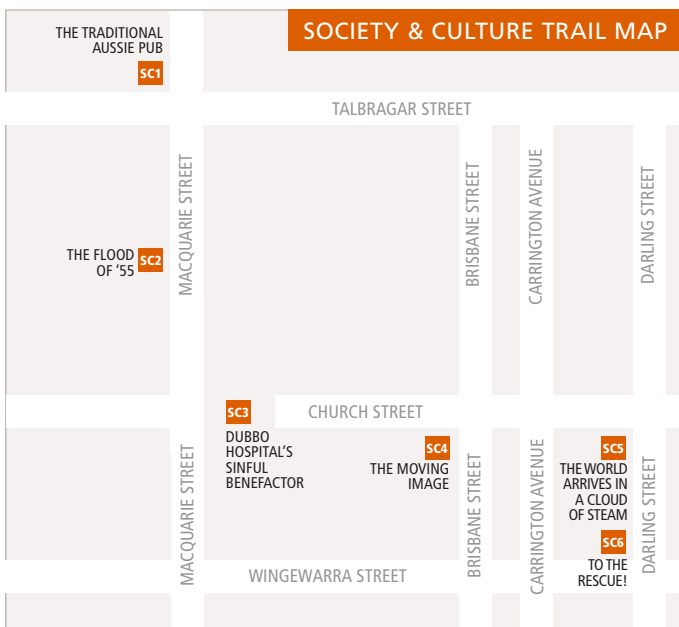 SOCIETY & CULTURE TRAIL MAP
THE TRADITIONAL
AUSSIE PUB
SC1
TALBRAGAR STREET
MACQUARIE STREET
BRISBANE STREET
CARRINGTON AVENUE
DARLING STREET
THE FLOOD
OF '55
SC2
SC3
DUBBO
HOSPITAL'S
SINFUL
BENEFACTOR
CHURCH STREET
SC4
THE MOVING
IMAGE
SC5
THE WORLD
ARRIVES IN
A CLOUD
OF STEAM
SC6
TO THE
RESCUE!
MACQUARIE STREET
BRISBANE STREET
CARRINGTON AVENUE
DARLING STREET
WINGEWARRA STREET